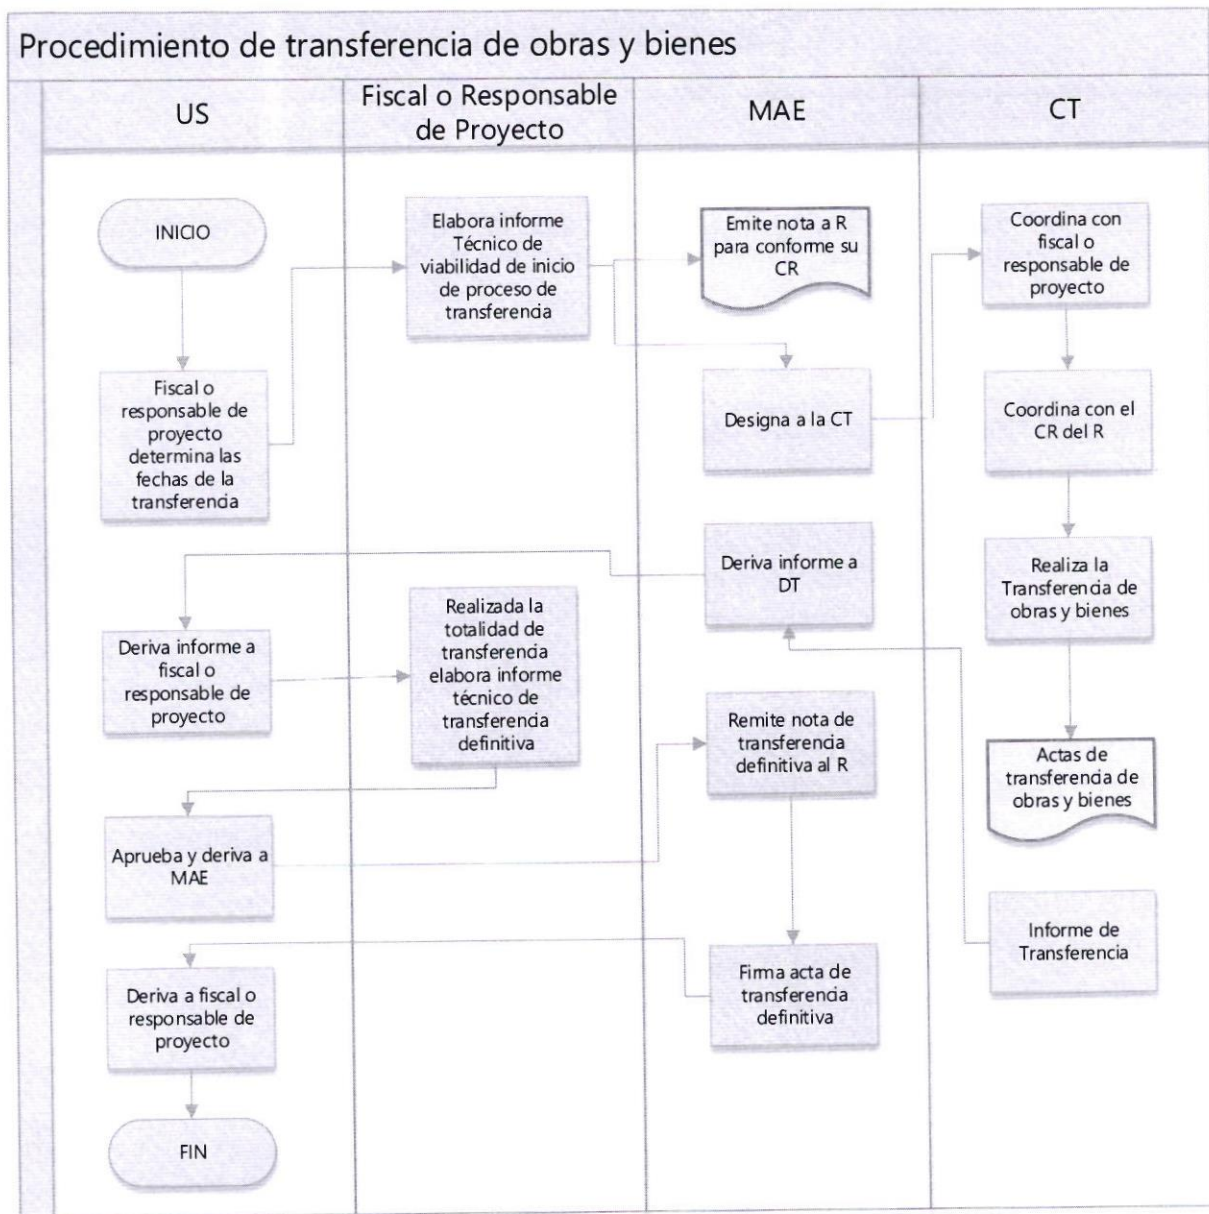 Procedimiento de transferencia de obras y bienes
US
Fiscal o Responsable
de Proyecto
MAE
CT
INICIO
Fiscal o
responsable de
proyecto
determina las
fechas de la
transferencia
Elabora informe
Técnico de
viabilidad de inicio
de proceso de
transferencia
Emite nota a R
para conforme su
CR
Designa a la CT
Coordina con
fiscal o
responsable de
proyecto
Coordina con el
CR del R
Realiza la
Transferencia de
obras y bienes
Actas de
transferencia de
obras y bienes
Informe de
Transferencia
Deriva informe a
DT
Deriva informe a
fiscal o
responsable de
proyecto
Realizada la
totalidad de
transferencia
elabora informe
técnico de
transferencia
definitiva
Aprueba y deriva a
MAE
Remite nota de
transferencia
definitiva al R
Firma acta de
transferencia
definitiva
Deriva a fiscal o
responsable de
proyecto
FIN